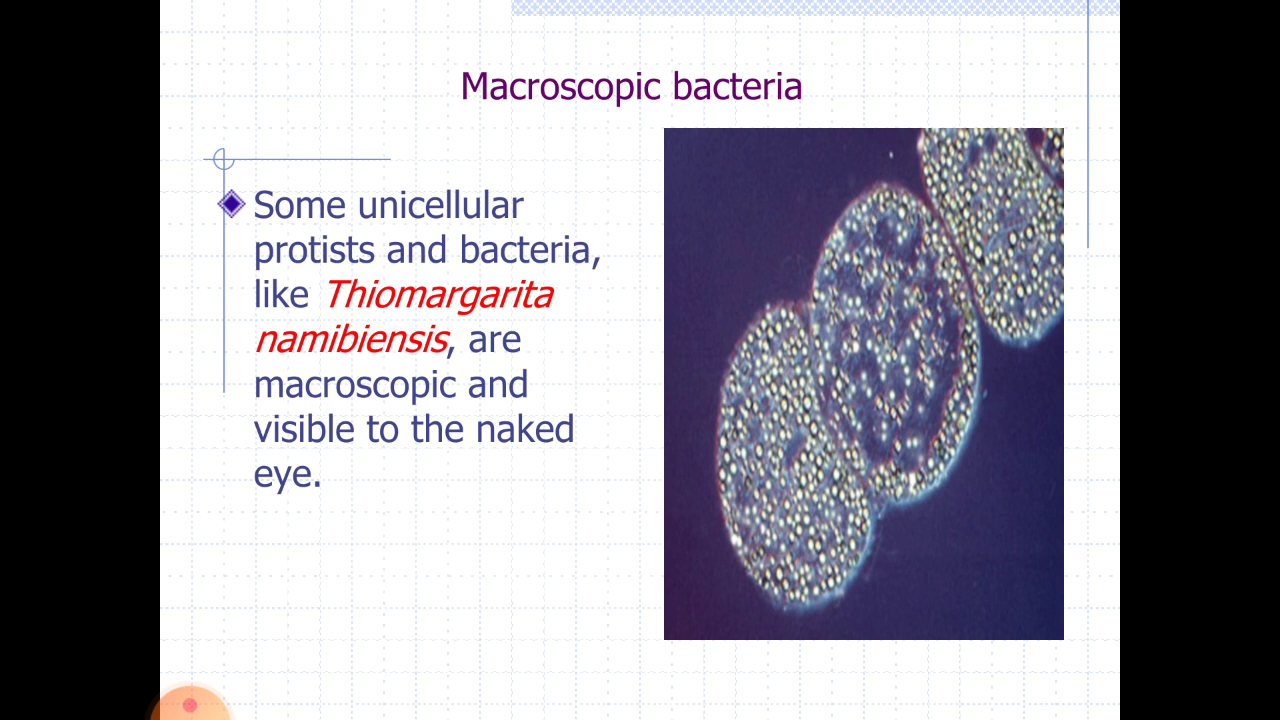 Macroscopic bacteria
Some unicellular
protists and bacteria,
like Thiomargarita
namibiensis, are
macroscopic and
visible to the naked
eye.